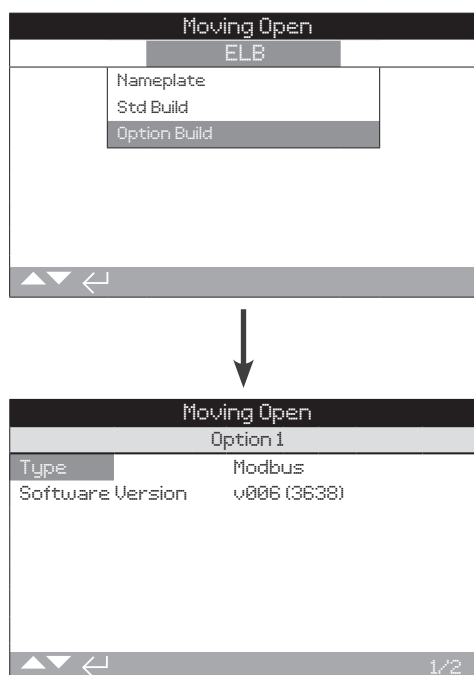 Moving Open
ELB
Nameplate
Std Build
Option Build
Moving Open
Option 1
Type Modbus
Software Version v006 (3638)
1/2